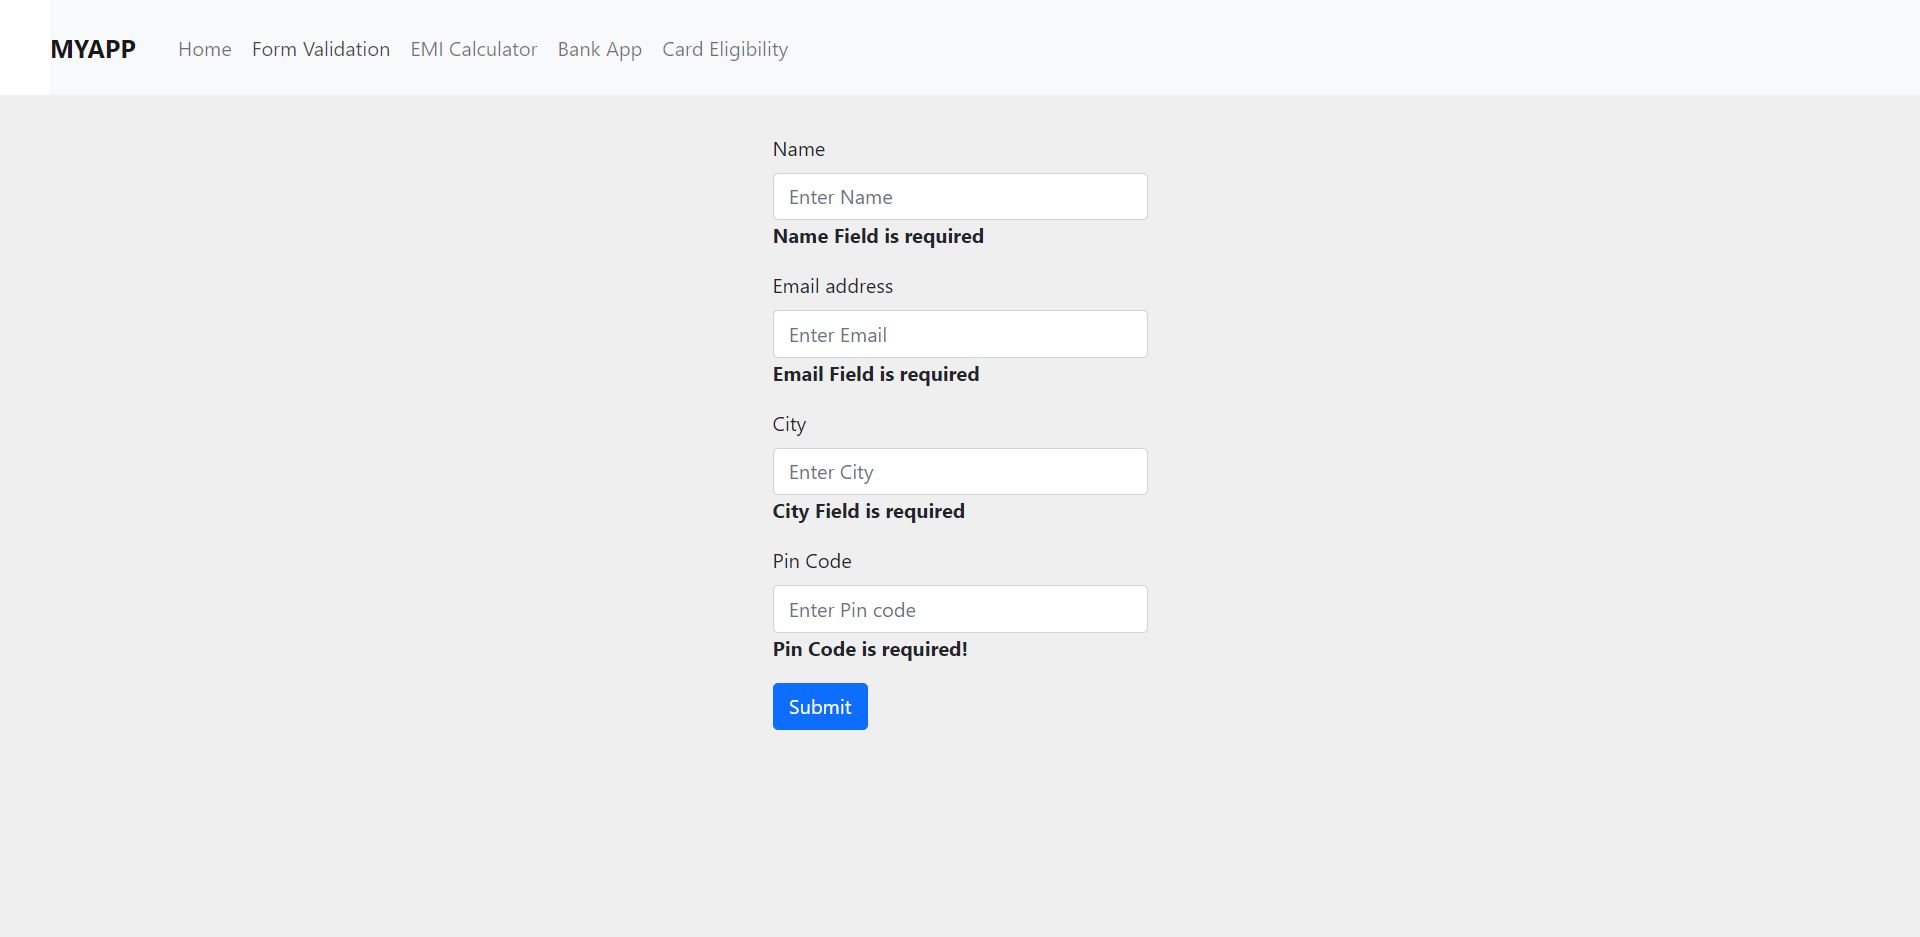 MYAPP Home Form Validation EMI Calculator Bank App Card Eligibility
Name
Enter Name
Name Field is required
Email address
Enter Email
Email Field is required
City
Enter City
City Field is required
Pin Code
Enter Pin code
Pin Code is required!
Submit